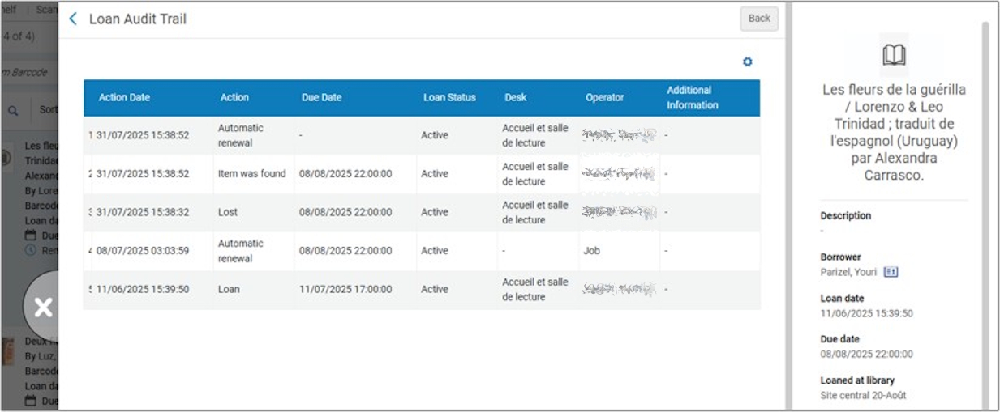 helf
Scan
4 of 4)
m Barcode
Sort
Les fleu
Trinidad
Alexand
By Lore
Barcode
Loan da
Due
Ren
Deux fil
By Luz,
Barcode
Loan da
Due
Loan Audit Trail
Back
Action Date Action Due Date Loan Status Desk Operator Additional
Information
1 31/07/2025 15:38:52 Automatic
renewal - Active Accueil et salle
de lecture -
2 31/07/2025 15:38:52 Item was found 08/08/2025 22:00:00 Active Accueil et salle
de lecture -
3 31/07/2025 15:38:32 Lost 08/08/2025 22:00:00 Active Accueil et salle
de lecture -
4 08/07/2025 03:03:59 Automatic
renewal 08/08/2025 22:00:00 Active - Job -
5 11/06/2025 15:39:50 Loan 11/07/2025 17:00:00 Active Accueil et salle
de lecture -
Les fleurs de la guérilla
/ Lorenzo & Leo
Trinidad ; traduit de
l'espagnol (Uruguay)
par Alexandra
Carrasco.
Description
-
Borrower
Parizel, Youri
Loan date
11/06/2025 15:39:50
Due date
08/08/2025 22:00:00
Loaned at library
Site central 20-Août